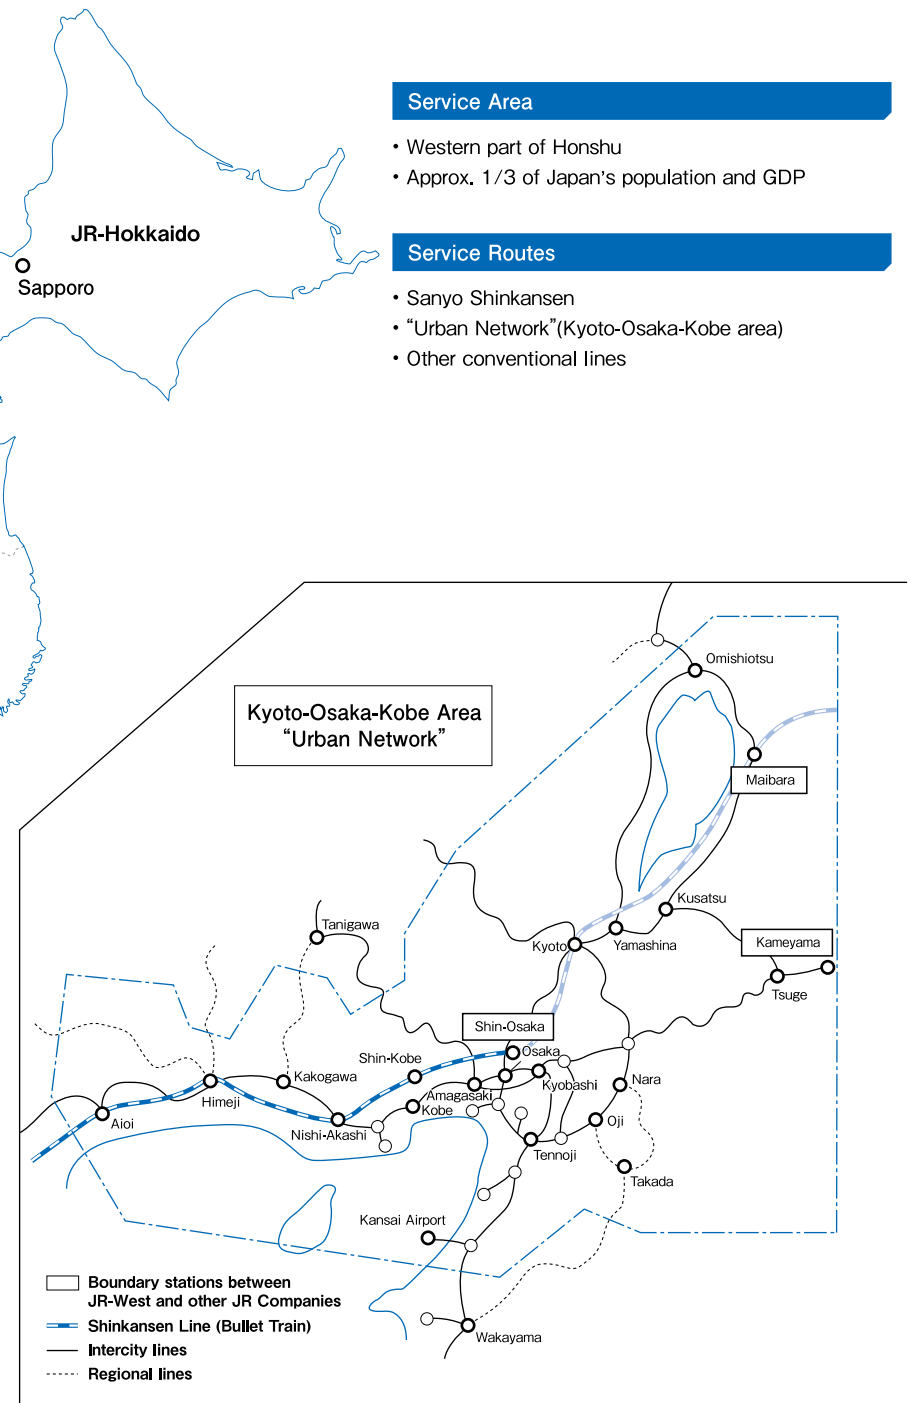 Service Area
• Western part of Honshu
• Approx. 1/3 of Japan's population and GDP
JR-Hokkaido
Sapporo
Service Routes
• Sanyo Shinkansen
• “Urban Network”(Kyoto-Osaka-Kobe area)
• Other conventional lines
Kyoto-Osaka-Kobe Area
“Urban Network”
Omishiotsu
Maibara
Kusatsu
Tanigawa
Kyoto
Yamashina
Kameyama
Tsuge
Shin-Osaka
Osaka
Shin-Kobe
Kakogawa
Himeji
Amagasaki
Kyobashi
Nara
Kobe
Aioi
Nishi-Akashi
Oji
Tennoji
Takada
Kansai Airport
Wakayama
Boundary stations between
JR-West and other JR Companies
Shinkansen Line (Bullet Train)
Intercity lines
Regional lines